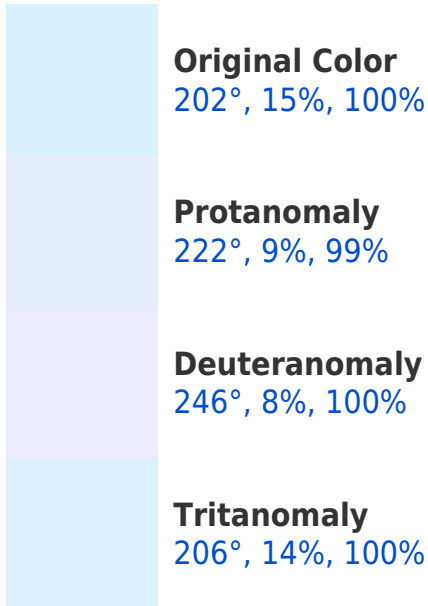 Original Color
202°, 15%, 100%
Protanomaly
222°, 9%, 99%
Deuteranomaly
246°, 8%, 100%
Tritanomaly
206°, 14%, 100%